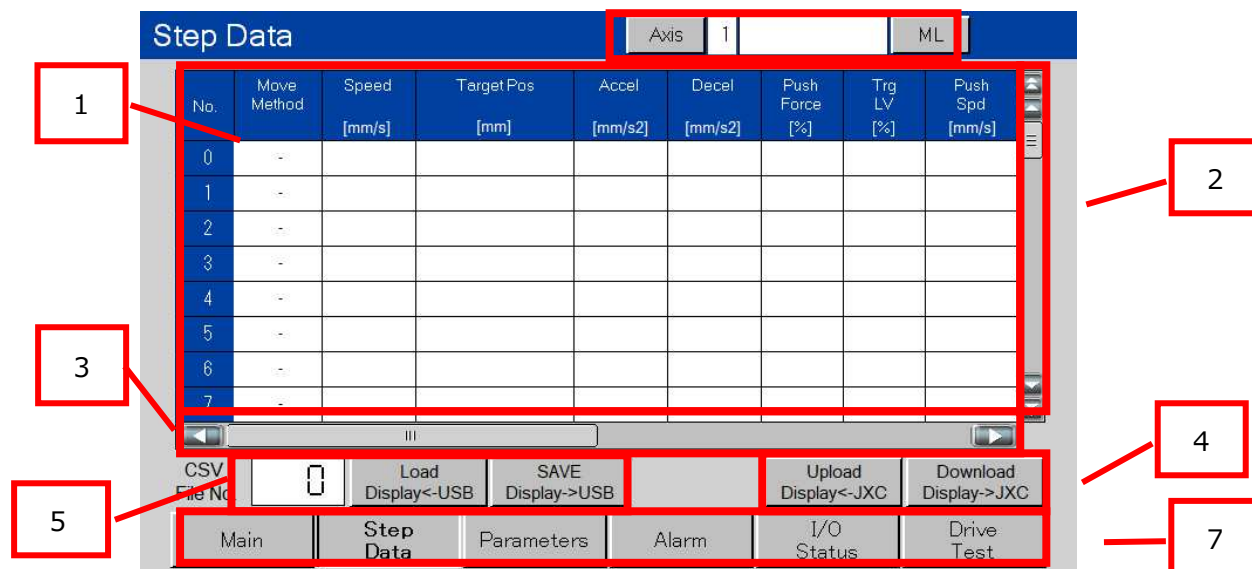 Step Data
Axis 1 ML
No. Move Method Speed [mm/s] Target Pos [mm] Accel [mm/s2] Decel [mm/s2] Push Force [%] Trg LV [%] Push Spd [mm/s]
0 -
1 -
2 -
3 -
4 -
5 -
6 -
7 -
CSV File No 0
Load Display<-USB
SAVE Display->USB
Upload Display<-JXC
Download Display->JXC
Main
Step Data
Parameters
Alarm
I/O Status
Drive Test
1
2
3
4
5
7